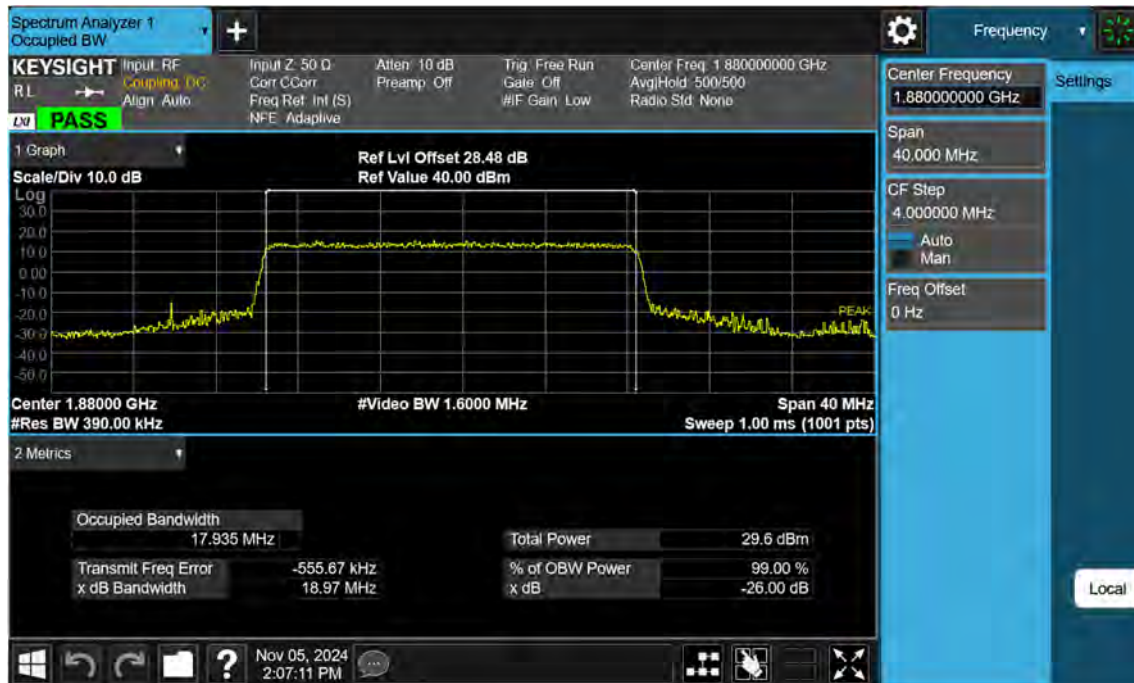 Spectrum Analyzer 1
Occupied BW
+
Frequency
KEYSIGHT Input: RF
RL
Coupling: DC
Align: Auto
Input Z: 50 Ω
Corr CCorr
Freq Ref: Int (S)
NFE: Adaptive
Atten: 10 dB
Preamp: Off
Trig: Free Run
Gate: Off
#IF Gain: Low
Center Freq: 1.880000000 GHz
Avg|Hold: 500/500
Radio Std: None
LXI PASS
Center Frequency
1.880000000 GHz
Settings
Span
40.000 MHz
CF Step
4.000000 MHz
Auto
Man
Freq Offset
0 Hz
1 Graph
Scale/Div 10.0 dB
Ref Lvl Offset 28.48 dB
Ref Value 40.00 dBm
Log
30.0
20.0
10.0
0.00
-10.0
-20.0
-30.0
-40.0
-50.0
PEAK
Center 1.88000 GHz
#Res BW 390.00 kHz
#Video BW 1.6000 MHz
Span 40 MHz
Sweep 1.00 ms (1001 pts)
2 Metrics
Occupied Bandwidth
17.935 MHz
Transmit Freq Error -555.67 kHz
x dB Bandwidth 18.97 MHz
Total Power 29.6 dBm
% of OBW Power 99.00 %
x dB -26.00 dB
Local
?
Nov 05, 2024
2:07:11 PM